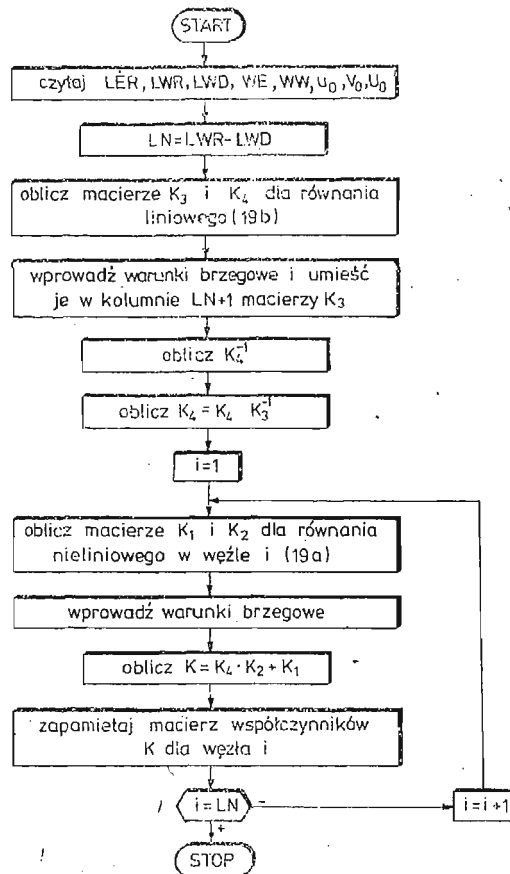 START
czytaj LER, LWR, LWD, WE, WW, u₀, V₀, U₀
LN=LWR-LWD
oblicz macierze K₃ i K₄ dla równania
liniowego (19b)
wprowadź warunki brzegowe i umieść
je w kolumnie LN+1 macierzy K₃
oblicz K₄⁻¹
oblicz K₄ = K₄ K₃⁻¹
i=1
oblicz macierze K₁ i K₂ dla równania
nieliniowego w węźle i (19a)
wprowadź warunki brzegowe
oblicz K = K₄ · K₂ + K₁
zapamiętaj macierz współczynników
K dla węzła i
i = LN
-
i=i+1
+
STOP